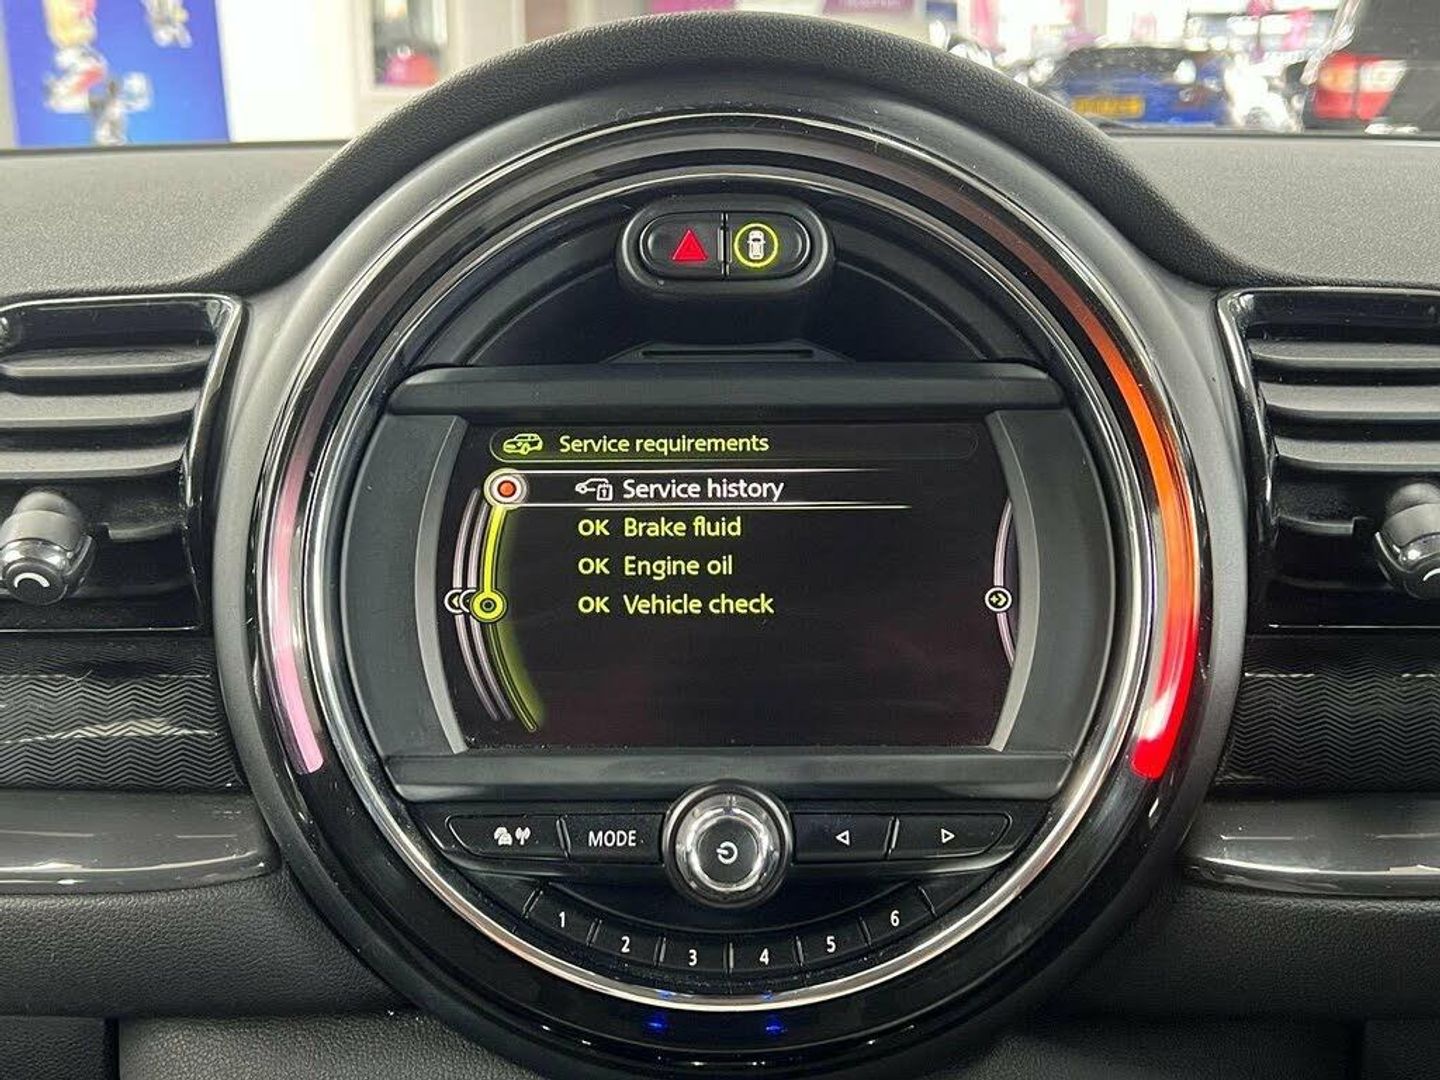 Service requirements
Service history
OK Brake fluid
OK Engine oil
OK Vehicle check
MODE
1 2 3 4 5 6